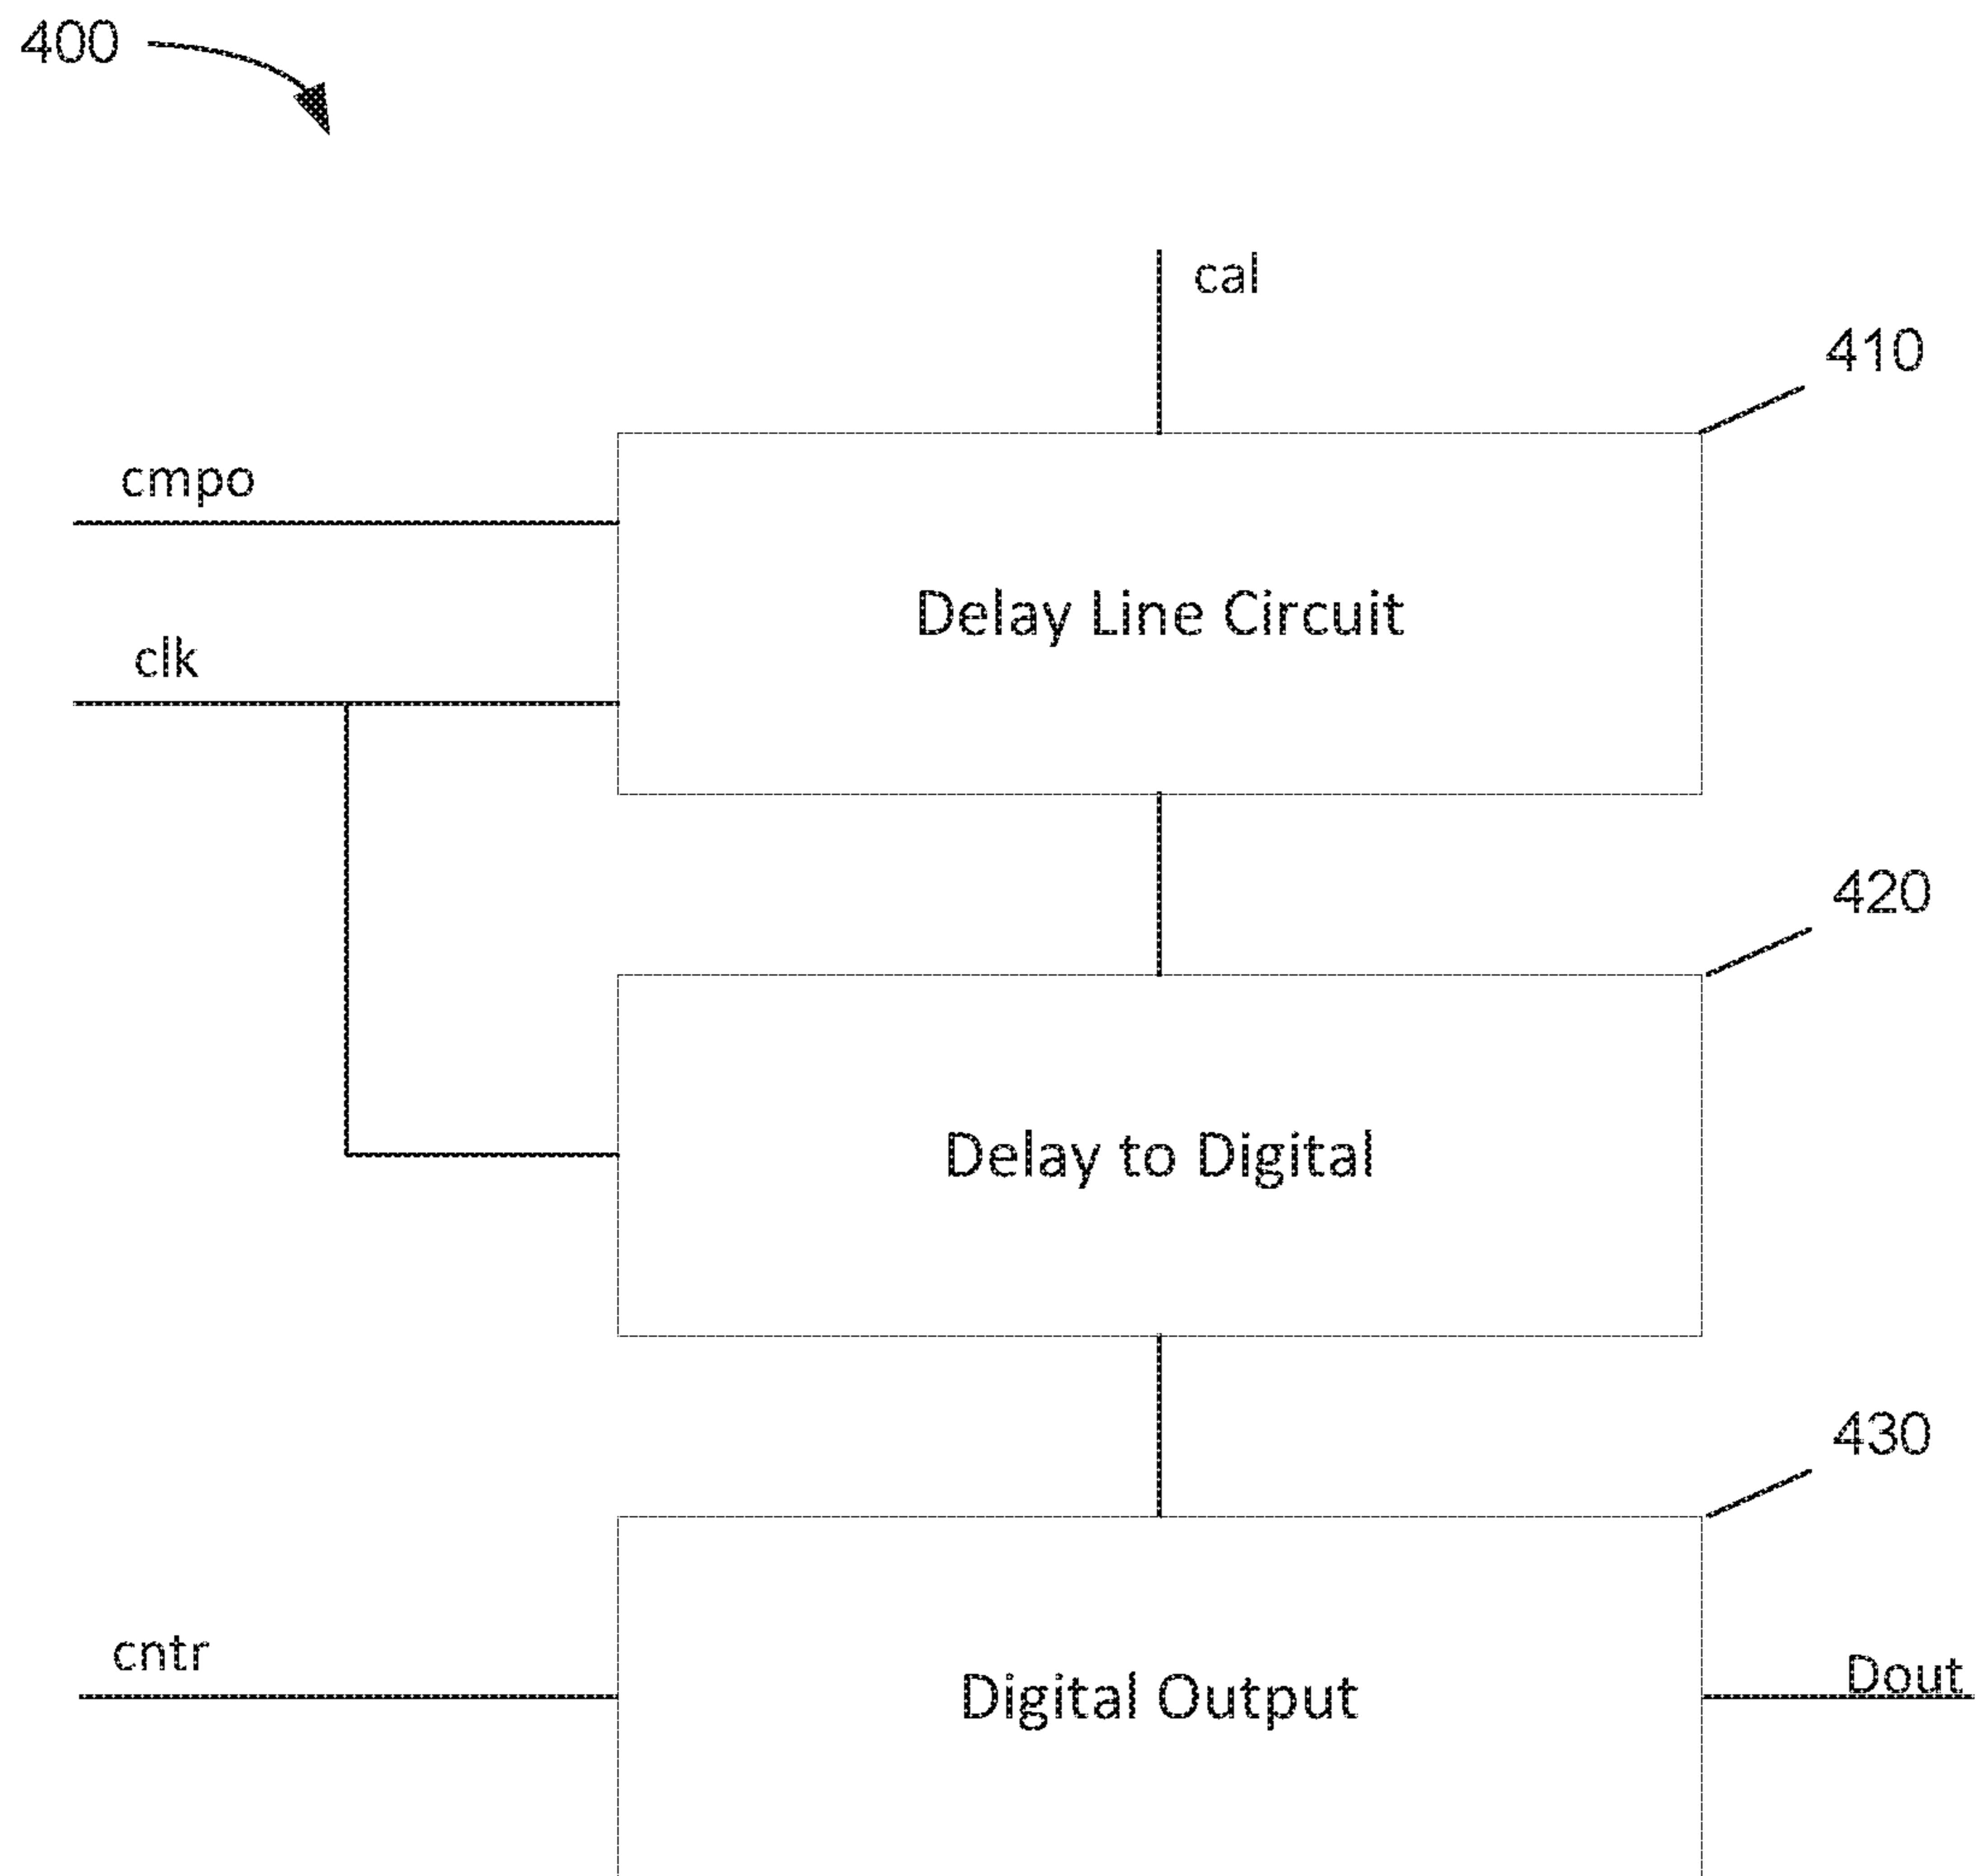 400
cal
410
cmpo
Delay Line Circuit
clk
420
Delay to Digital
430
cntr
Digital Output
Dout